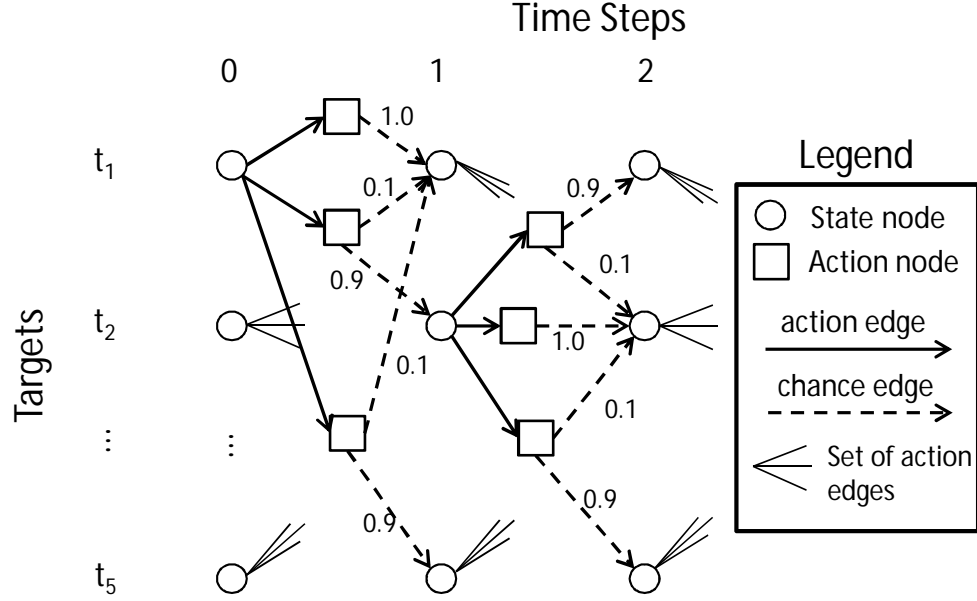 Time Steps
0 1 2
t1
1.0
0.1
0.9
0.9
0.1
Targets
t2
1.0
0.1
0.1
...
...
0.9
0.9
t5
Legend
State node
Action node
action edge
chance edge
Set of action
edges